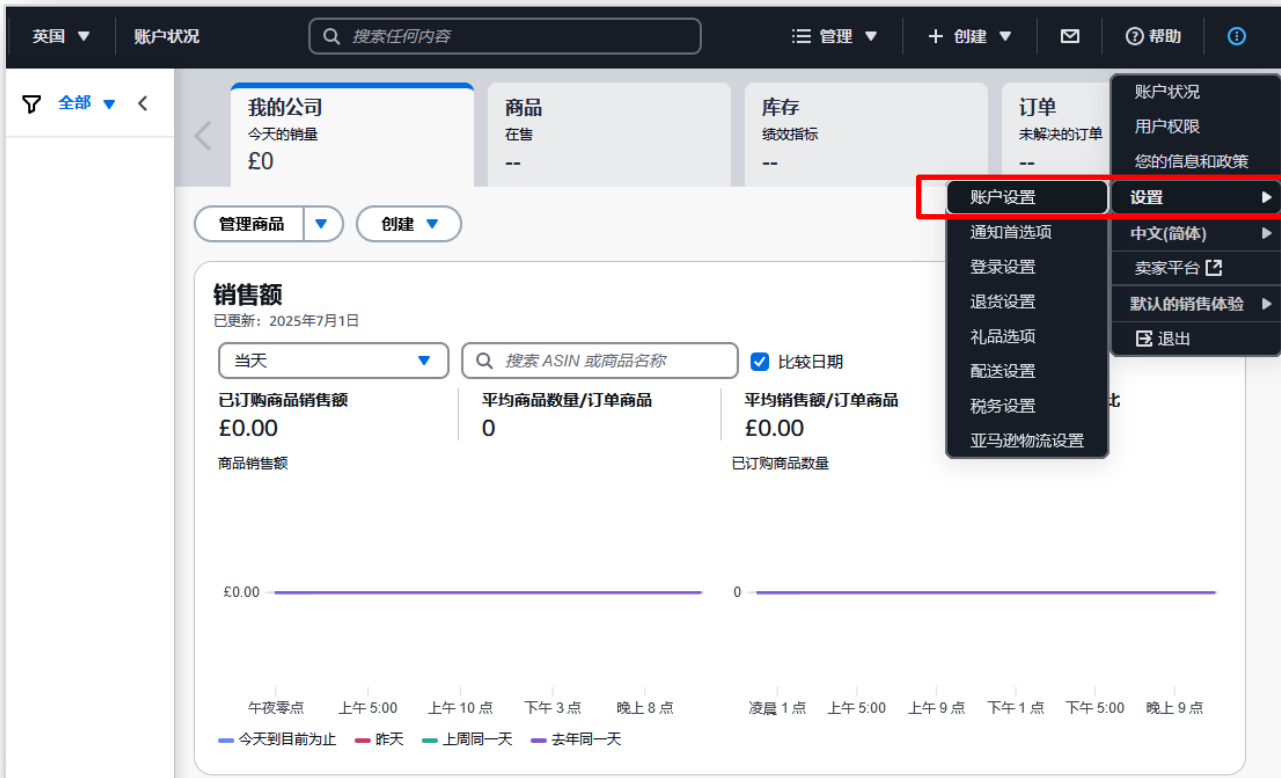 英国
账户状况
搜索任何内容
管理
创建
帮助
全部
我的公司
今天的销量
£0
商品
在售
--
库存
绩效指标
--
订单
未解决的订单
--
账户状况
用户权限
您的信息和政策
设置
中文(简体)
卖家平台
默认的销售体验
退出
账户设置
通知首选项
登录设置
退货设置
礼品选项
配送设置
税务设置
亚马逊物流设置
管理商品
创建
销售额
已更新：2025年7月1日
当天
搜索 ASIN 或商品名称
比较日期
已订购商品销售额
£0.00
平均商品数量/订单商品
0
平均销售额/订单商品
£0.00
比
商品销售额
已订购商品数量
£0.00
0
午夜零点 上午 5:00 上午 10 点 下午 3 点 晚上 8 点
凌晨 1 点 上午 5:00 上午 9 点 下午 1 点 下午 5:00 晚上 9 点
今天到目前为止 昨天 上周同一天 去年同一天